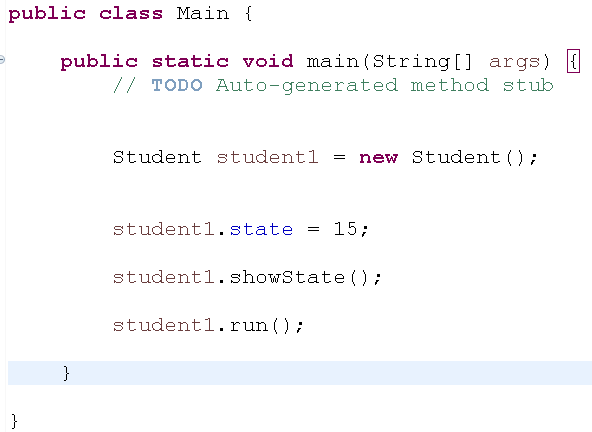 public class Main {
public static void main(String[] args) {
// TODO Auto-generated method stub
Student student1 = new Student();
student1.state = 15;
student1.showState();
student1.run();
}
}